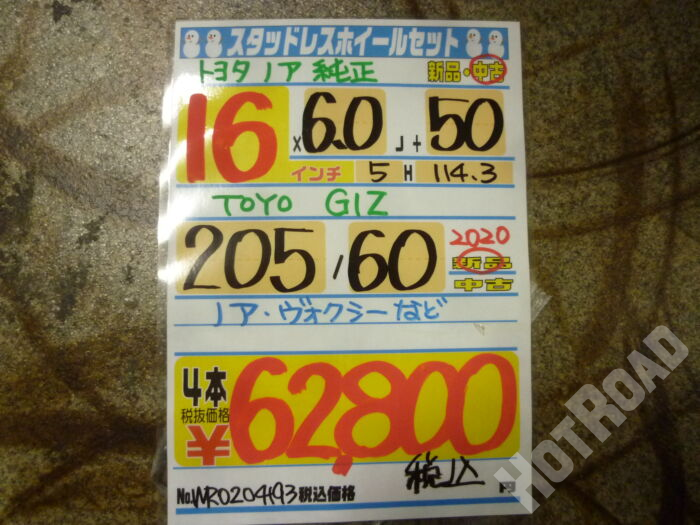 スタッドレスホイールセット
トヨタノア 純正 新品・中古
16 x 6.0 J + 50
インチ 5 H 114.3
TOYO GIZ
205 / 60 2020 新品 中古
ノア・ヴォクシーなど
4本 税抜価格 ¥62,800
税込
No.WR0204193 税込価格
HOTROAD